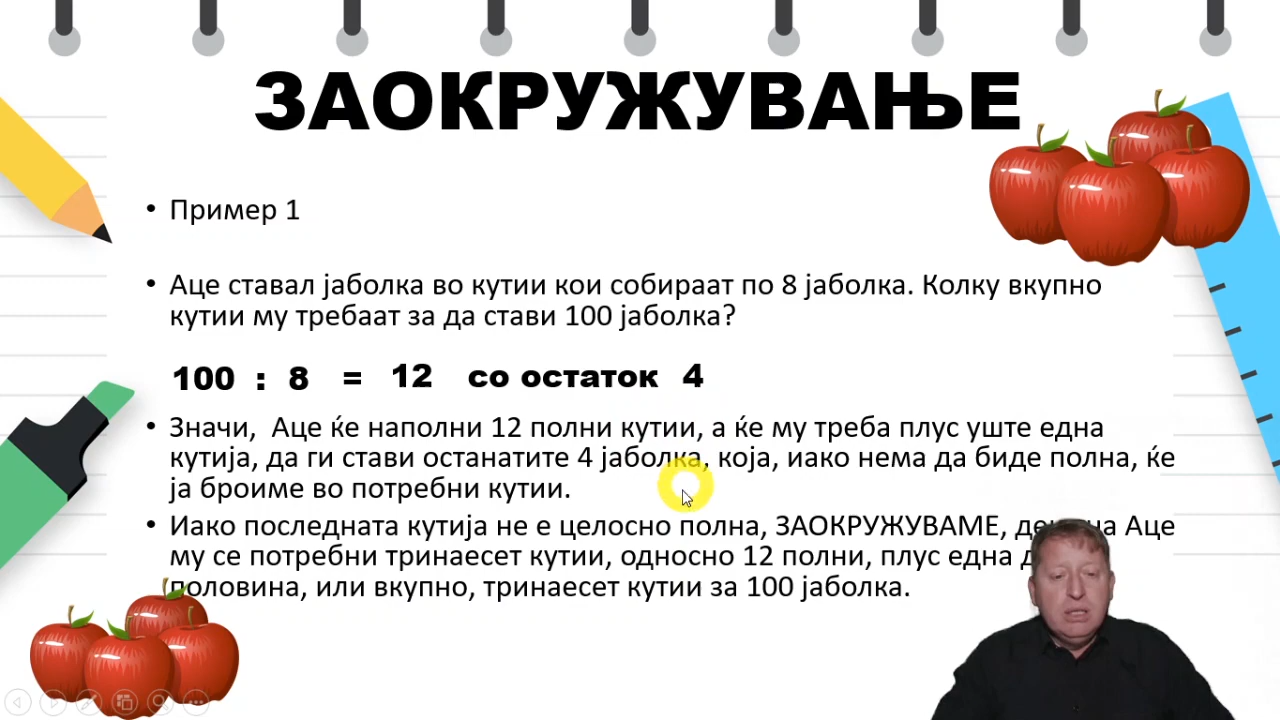 ЗАОКРУЖУВАЊЕ
• Пример 1
• Аце ставал јаболка во кутии кои собираат по 8 јаболка. Колку вкупно
кутии му требаат за да стави 100 јаболка?
100 : 8 = 12 со остаток 4
• Значи, Аце ќе наполни 12 полни кутии, а ќе му треба плус уште една
кутија, да ги стави останатите 4 јаболка, која, иако нема да биде полна, ќе
ја броиме во потребни кутии.
• Иако последната кутија не е целосно полна, ЗАОКРУЖУВАМЕ, Аце
му се потребни тринаесет кутии, односно 12 полни, плус една
половина, или вкупно, тринаесет кутии за 100 јаболка.